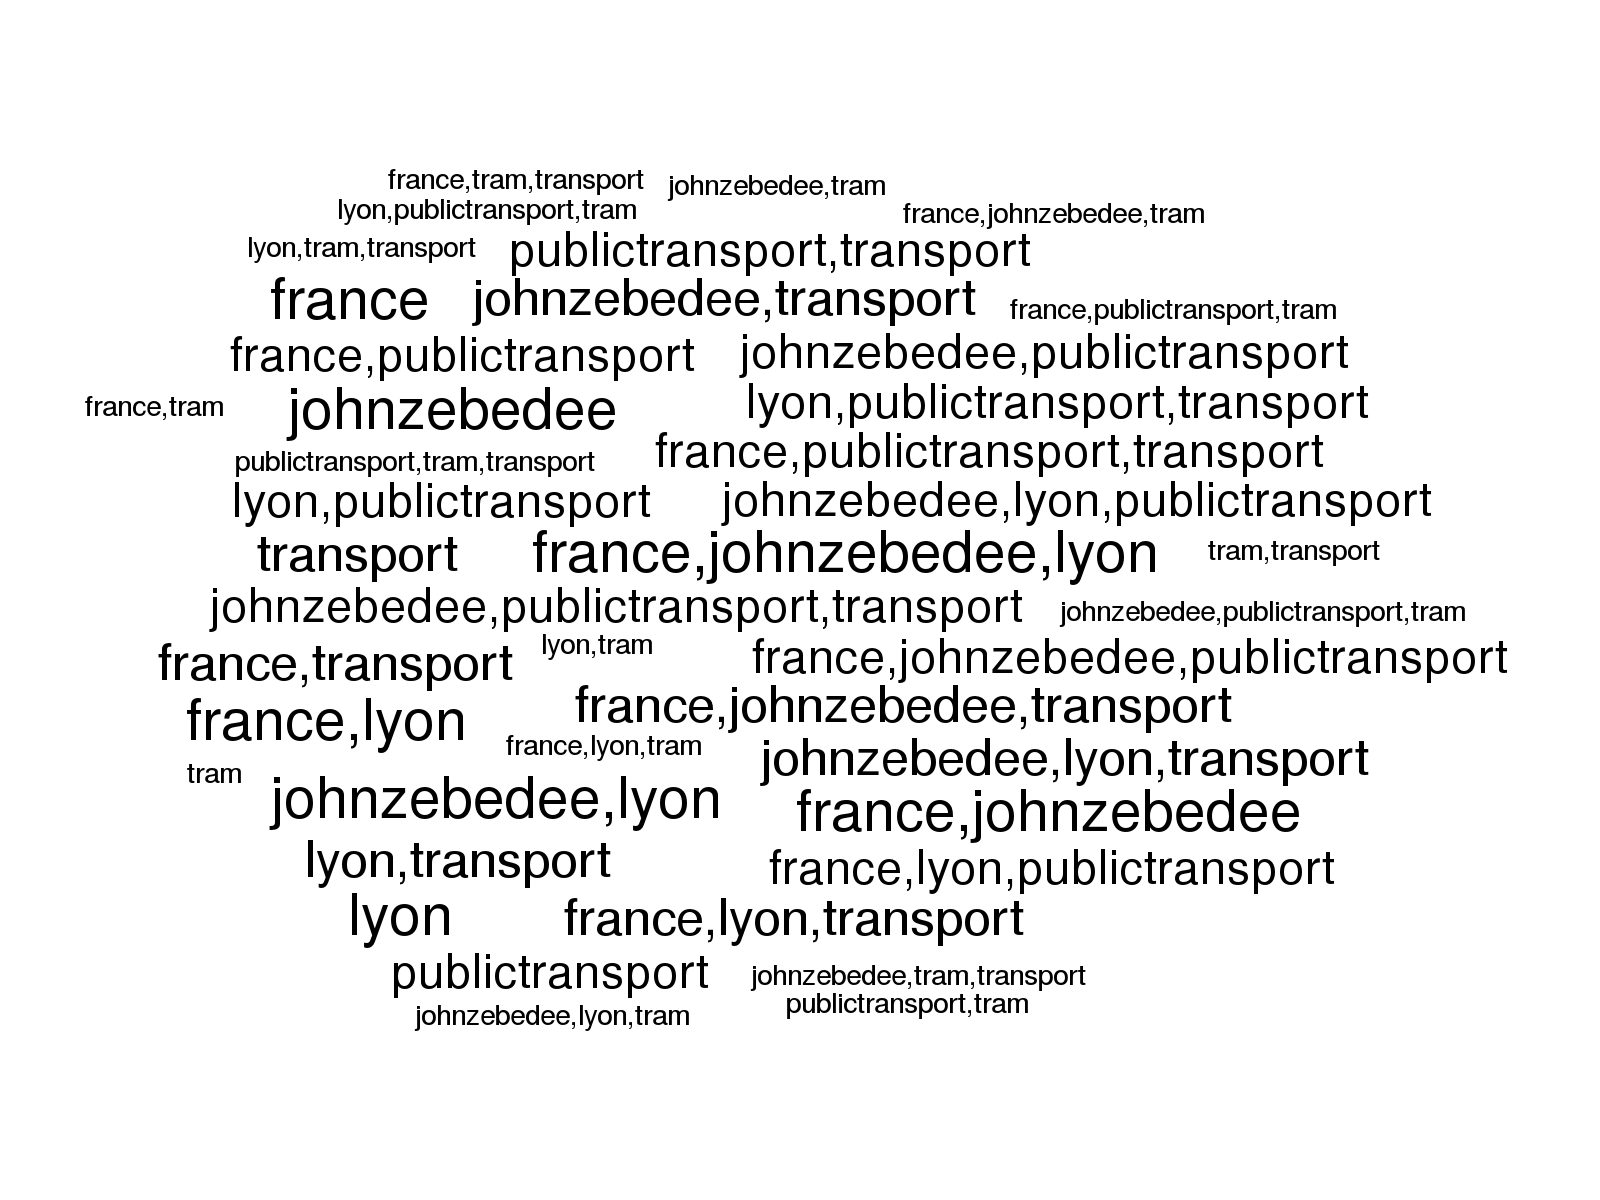 france,tram,transport
johnzebedee,tram
lyon,publictransport,tram
france,johnzebedee,tram
lyon,tram,transport
publictransport,transport
france
johnzebedee,transport
france,publictransport,tram
france,publictransport
johnzebedee,publictransport
france,tram
johnzebedee
lyon,publictransport,transport
publictransport,tram,transport
france,publictransport,transport
lyon,publictransport
johnzebedee,lyon,publictransport
transport
france,johnzebedee,lyon
tram,transport
johnzebedee,publictransport,transport
johnzebedee,publictransport,tram
france,transport
lyon,tram
france,johnzebedee,publictransport
france,lyon
france,johnzebedee,transport
france,lyon,tram
johnzebedee,lyon,transport
tram
johnzebedee,lyon
france,johnzebedee
lyon,transport
france,lyon,publictransport
lyon
france,lyon,transport
publictransport
johnzebedee,tram,transport
publictransport,tram
johnzebedee,lyon,tram